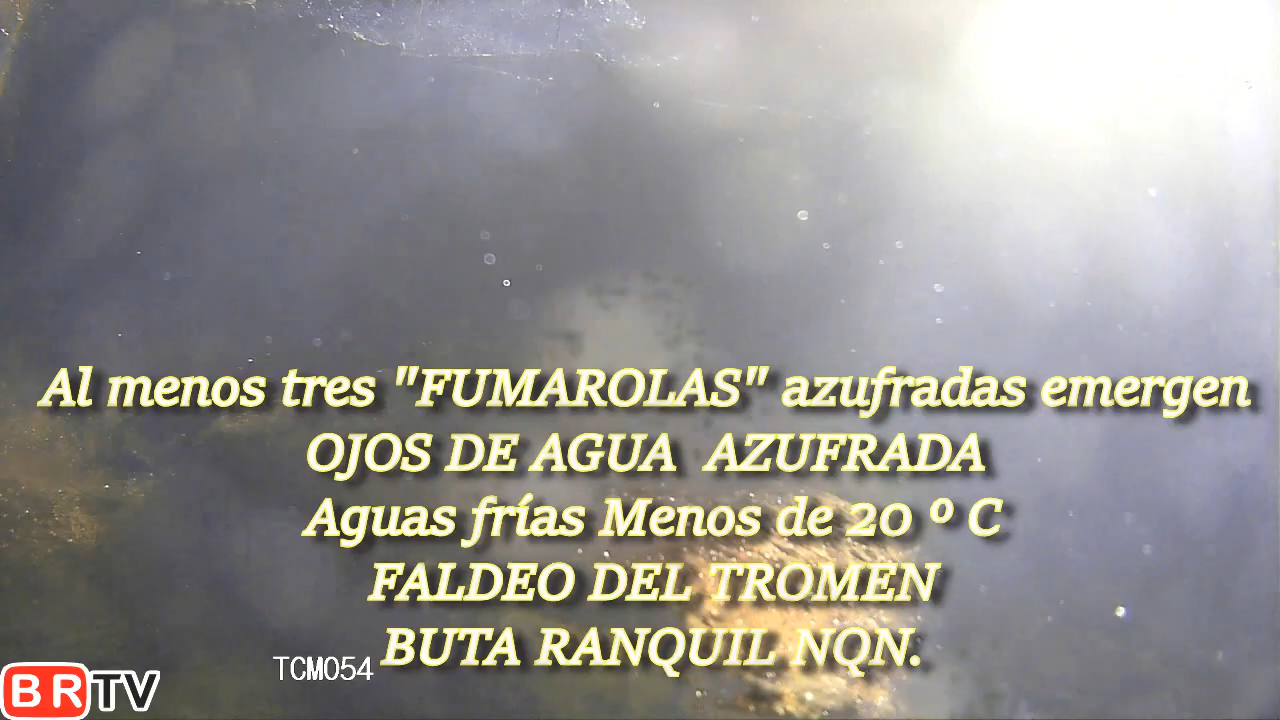 Al menos tres "FUMAROLAS" azufradas emergen
OJOS DE AGUA AZUFRADA
Aguas frías Menos de 20 º C
FALDEO DEL TROMEN
BUTA RANQUIL NQN.
TCM054
BRTV